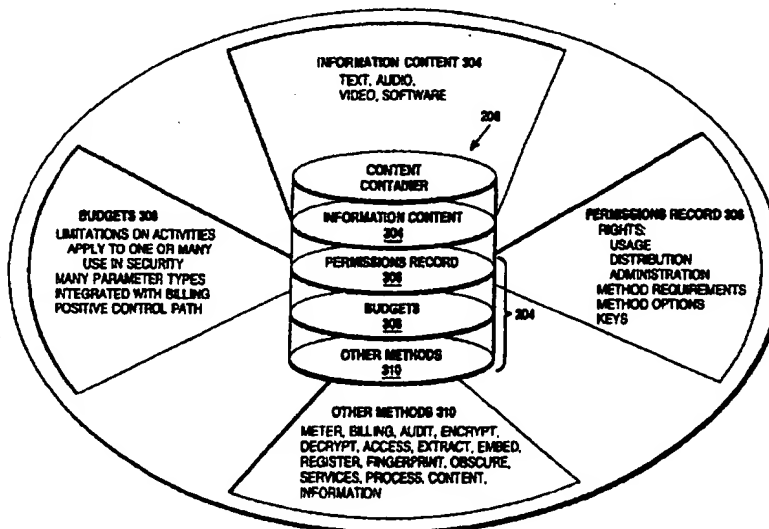 INFORMATION CONTENT 304
TEXT, AUDIO,
VIDEO, SOFTWARE
CONTENT
CONTAINER
INFORMATION CONTENT
304
PERMISSIONS RECORD
BUDGETS
OTHER METHODS
310
204
BUDGETS
LIMITATIONS ON ACTIVITIES
APPLY TO ONE OR MANY
USE IN SECURITY
MANY PARAMETER TYPES
INTEGRATED WITH BILLING
POSITIVE CONTROL PATH
PERMISSIONS RECORD
RIGHTS:
USAGE
DISTRIBUTION
ADMINISTRATION
METHOD REQUIREMENTS
METHOD OPTIONS
KEYS
OTHER METHODS 310
METER, BILLING, AUDIT, ENCRYPT,
DECRYPT, ACCESS, EXTRACT, EMBED,
REGISTER, FINGERPRINT, OBSCURE,
SERVICES, PROCESS, CONTENT,
INFORMATION